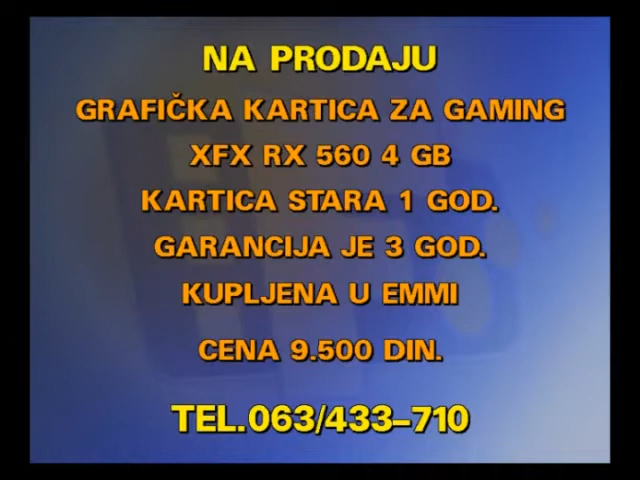 NA PRODAJU
GRAFIČKA KARTICA ZA GAMING
XFX RX 560 4 GB
KARTICA STARA 1 GOD.
GARANCIJA JE 3 GOD.
KUPLJENA U EMMI
CENA 9.500 DIN.
TEL.063/433-710